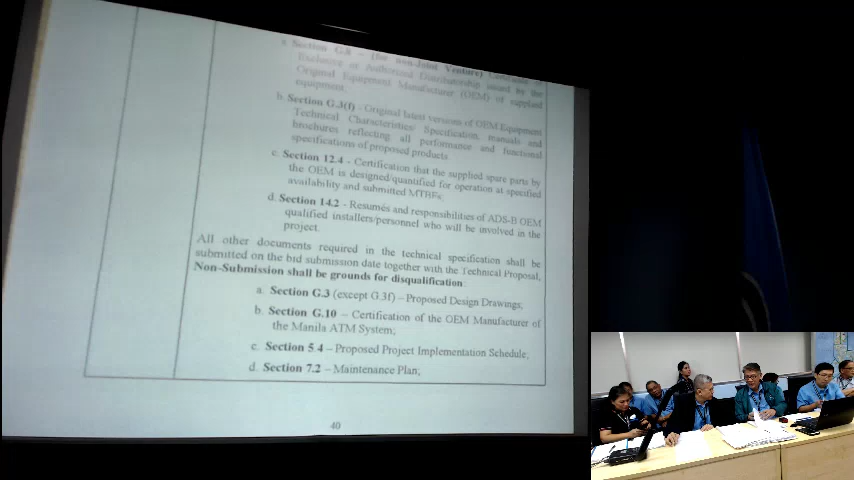 a. Section G.8 - (for non-Joint Venture)
Exclusive or Authorized Distributorship issued by the
Original Equipment Manufacturer (OEM) of supplied
equipment.
b. Section G.3(f) - Original latest versions of OEM Equipment
Technical Characteristics/ Specification, manuals and
brochures reflecting all performance and functional
specifications of proposed products.
c. Section 12.4 - Certification that the supplied spare parts by
the OEM is designed/quantified for operation at specified
availability and submitted MTBFs;
d. Section 14.2 - Resumés and responsibilities of ADS-B OEM
qualified installers/personnel who will be involved in the
project.
All other documents required in the technical specification shall be
submitted on the bid submission date together with the Technical Proposal,
Non-Submission shall be grounds for disqualification:
a. Section G.3 (except G.3f) – Proposed Design Drawings;
b. Section G.10 – Certification of the OEM Manufacturer of
the Manila ATM System;
c. Section 5.4 – Proposed Project Implementation Schedule;
d. Section 7.2 – Maintenance Plan;
40